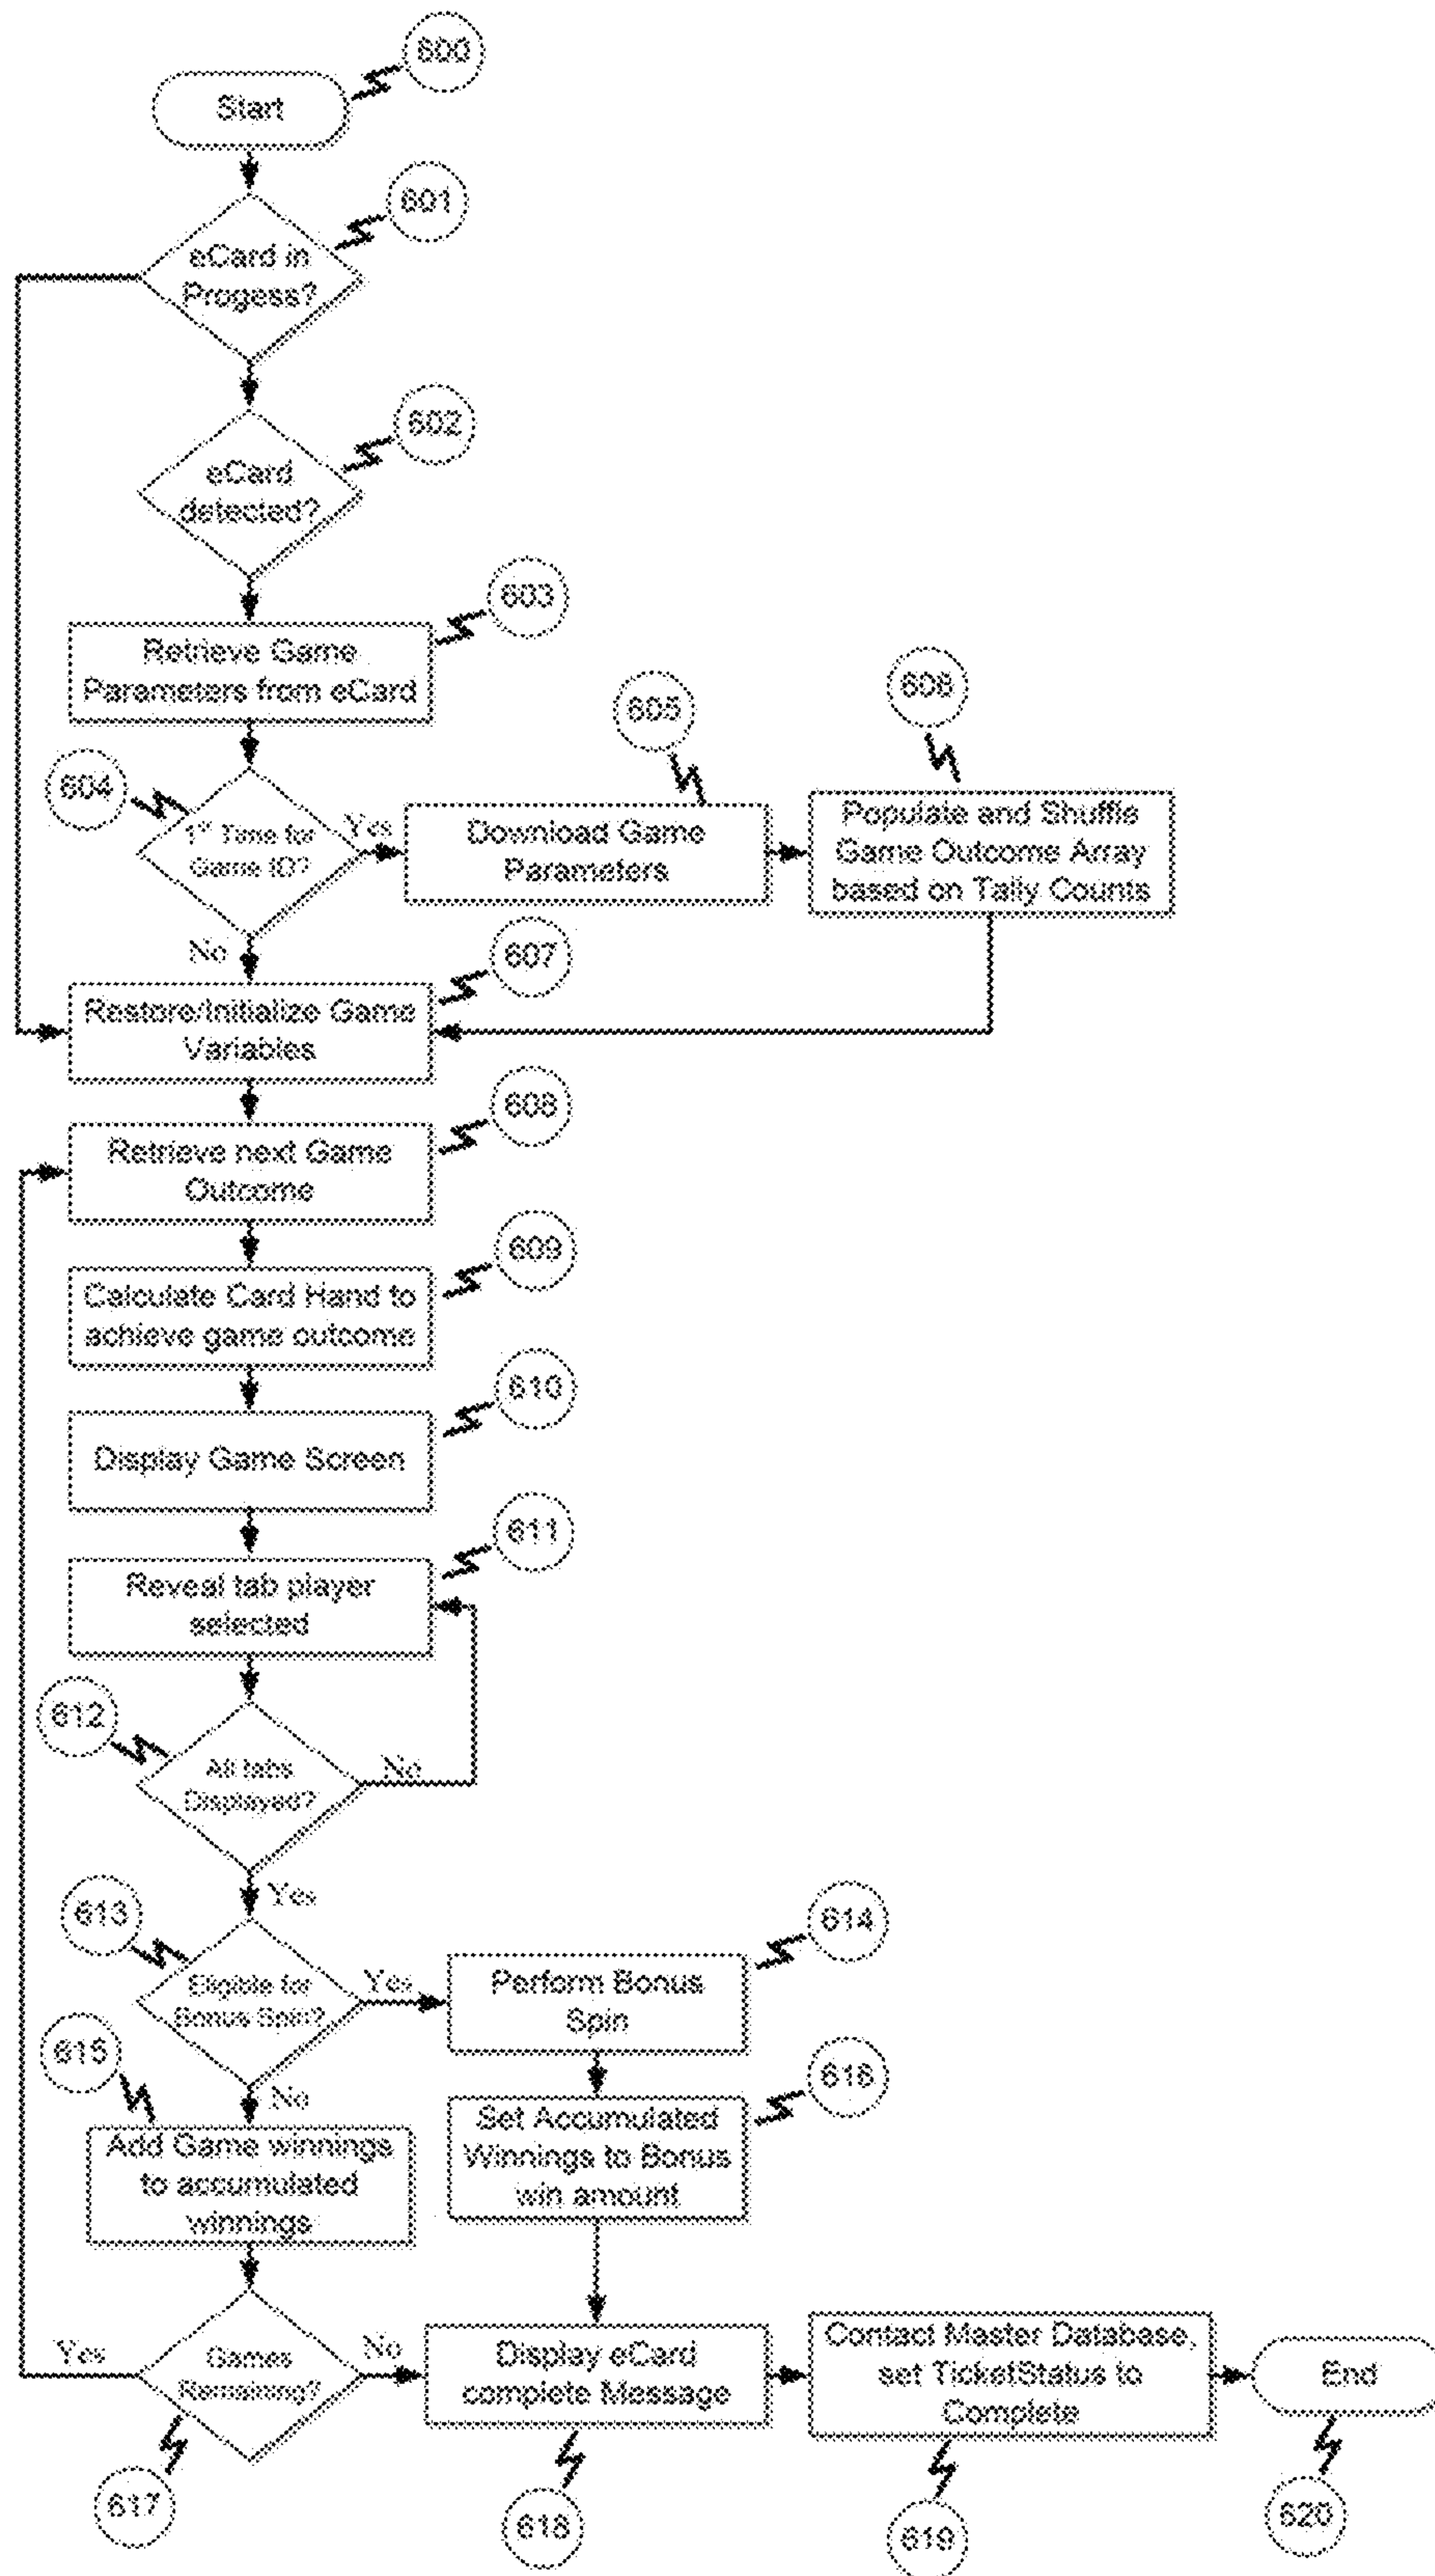 600
Start
601
eCard in
Progess?
602
eCard
detected?
603
Retrieve Game
Parameters from eCard
604
1st Time for
Game ID?
Yes
No
605
Download Game
Parameters
606
Populate and Shuffle
Game Outcome Array
based on Tally Counts
607
Restore/Initialize Game
Variables
608
Retrieve next Game
Outcome
609
Calculate Card Hand to
achieve game outcome
610
Display Game Screen
611
Reveal tab player
selected
612
All tabs
Displayed?
No
Yes
613
Eligible for
Bonus Spin?
Yes
No
614
Perform Bonus
Spin
615
Add Game winnings
to accumulated
winnings
616
Set Accumulated
Winnings to Bonus
win amount
Yes
Games
Remaining?
No
617
Display eCard
complete Message
618
Contact Master Database,
set TicketStatus to
Complete
619
End
620